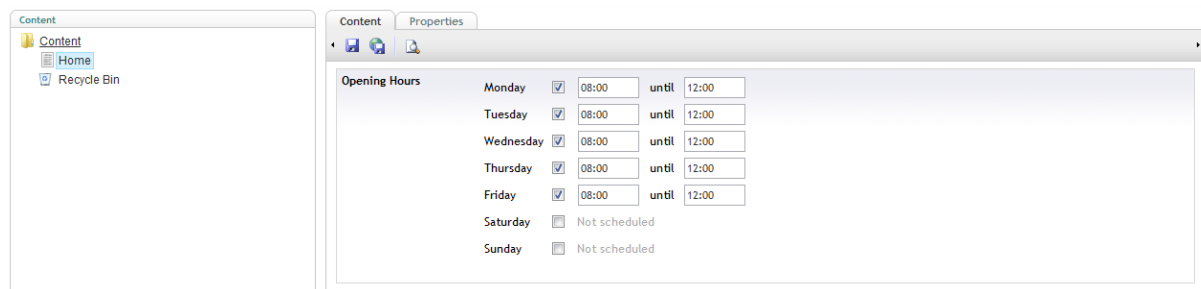 Content
Content
Home
Recycle Bin
Content Properties
Opening Hours
Monday 08:00 until 12:00
Tuesday 08:00 until 12:00
Wednesday 08:00 until 12:00
Thursday 08:00 until 12:00
Friday 08:00 until 12:00
Saturday Not scheduled
Sunday Not scheduled